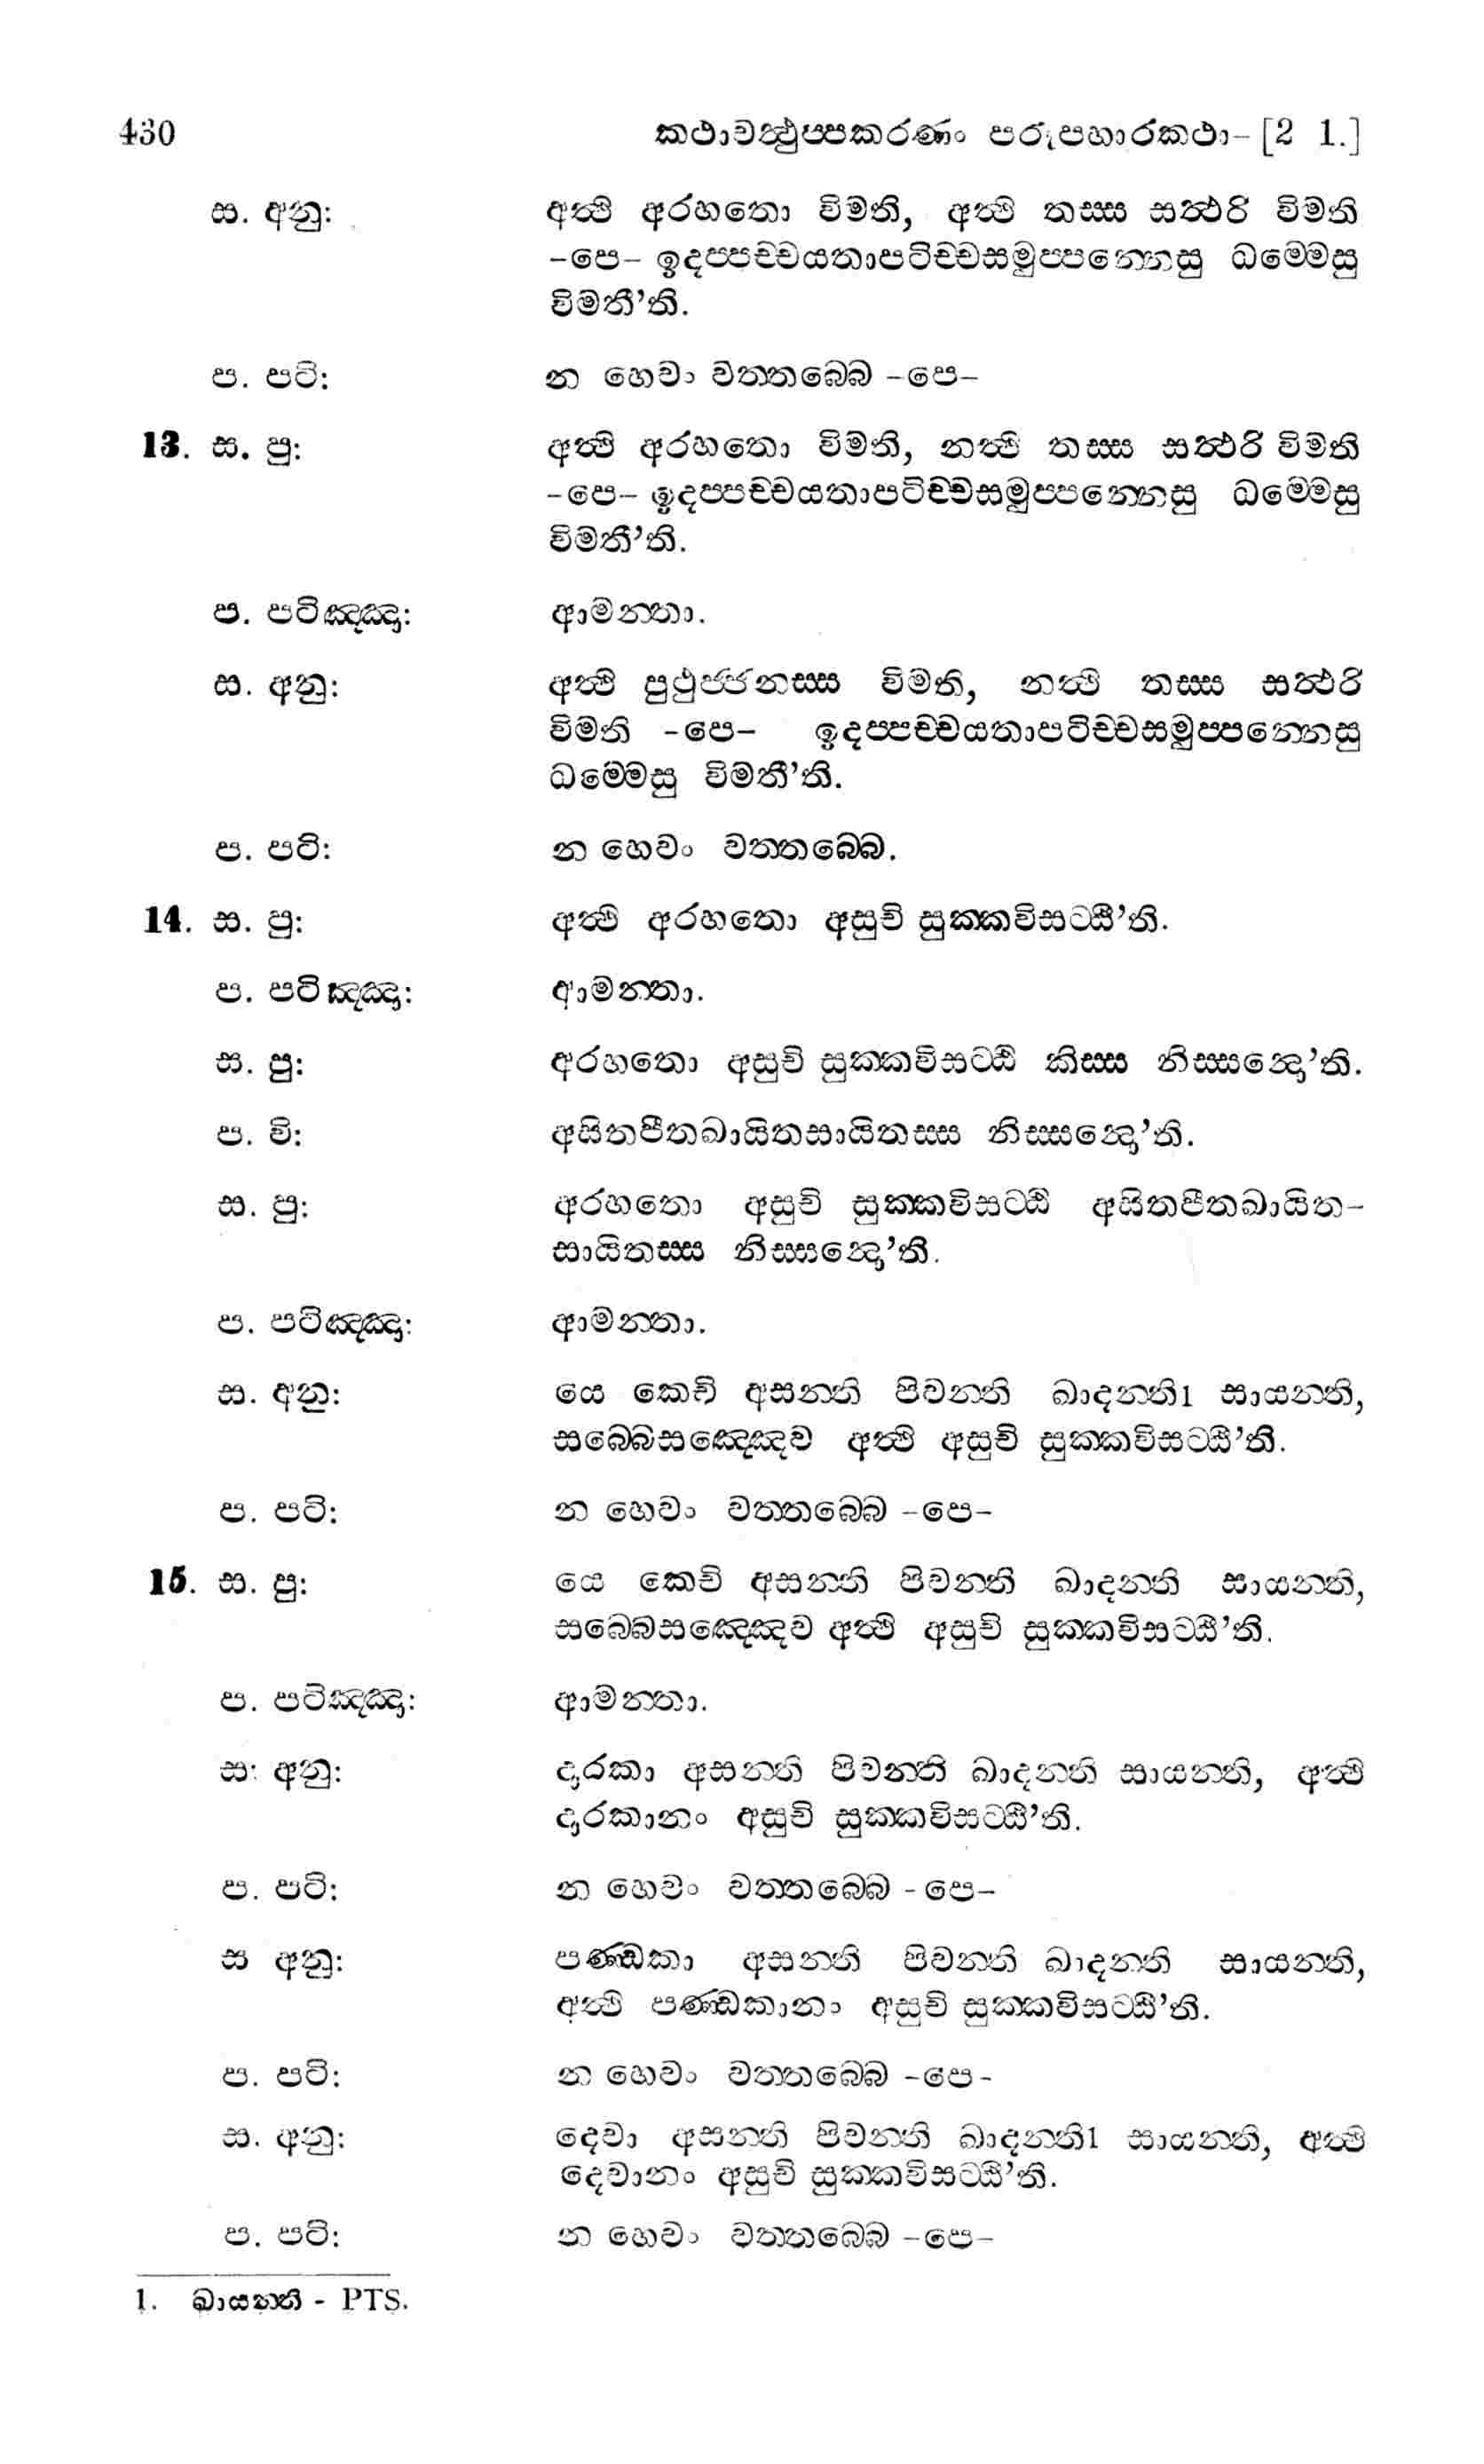 430 කථාවත්‍ථුප්පකරණං පරූපහාරකථා– [2 1.]
ස. අනු: අත්‍ථි අරහතො විමති, අත්‍ථි තස්ස සත්‍ථරි විමති
–පෙ– ඉදප්පච්චයතාපටිච්චසමුප්පන්නෙසු ධම්මෙසු
විමතී’ති.
ප. පටි: න හෙවං වත්තබ්බෙ –පෙ–
13. ස. පු: අත්‍ථි අරහතො විමති, නත්‍ථි තස්ස සත්‍ථරි විමති
–පෙ– ඉදප්පච්චයතාපටිච්චසමුප්පන්නෙසු ධම්මෙසු
විමතී’ති.
ප. පටිඤ්ඤා: ආමන්තා.
ස. අනු: අත්‍ථි පුථුජ්ජනස්ස විමති, නත්‍ථි තස්ස සත්‍ථරි
විමති –පෙ– ඉදප්පච්චයතාපටිච්චසමුප්පන්නෙසු
ධම්මෙසු විමතී’ති.
ප. පටි: න හෙවං වත්තබ්බෙ.
14. ස. පු: අත්‍ථි අරහතො අසුචි සුක්කවිසට්ඨී’ති.
ප. පටිඤ්ඤා: ආමන්තා.
ස. පු: අරහතො අසුචි සුක්කවිසට්ඨි කිස්ස නිස්සන්‍දො’ති.
ප. වි: අසිතපීතඛායිතසායිතස්ස නිස්සන්‍දො’ති.
ස. පු: අරහතො අසුචි සුක්කවිසට්ඨි අසිතපීතඛායිත–
සායිතස්ස නිස්සන්‍දො’ති.
ප. පටිඤ්ඤා: ආමන්තා.
ස. අනු: යෙ කෙචි අසන්ති පිවන්ති ඛාදන්ති1 සායන්ති,
සබ්බෙසඤ්ඤෙව අත්‍ථි අසුචි සුක්කවිසට්ඨී’ති.
ප. පටි: න හෙවං වත්තබ්බෙ –පෙ–
15. ස. පු: යෙ කෙචි අසන්ති පිවන්ති ඛාදන්ති සායන්ති,
සබ්බෙසඤ්ඤෙව අත්‍ථි අසුචි සුක්කවිසට්ඨී’ති.
ප. පටිඤ්ඤා: ආමන්තා.
ස: අනු: දාරකා අසන්ති පිවන්ති ඛාදන්ති සායන්ති, අත්‍ථි
දාරකානං අසුචි සුක්කවිසට්ඨී’ති.
ප. පටි: න හෙවං වත්තබ්බෙ - පෙ–
ස අනු: පණ්ඩකා අසන්ති පිවන්ති ඛාදන්ති සායන්ති,
අත්‍ථි පණ්ඩකානං අසුචි සුක්කවිසට්ඨී’ති.
ප. පටි: න හෙවං වත්තබ්බෙ -පෙ-
ස. අනු: දෙවා අසන්ති පිවන්ති ඛාදන්ති1 සායන්ති, අත්‍ථි
දෙවානං අසුචි සුක්කවිසට්ඨී’ති.
ප. පටි: න හෙවං වත්තබ්බෙ –පෙ–
1. ඛායන්ති - PTS.